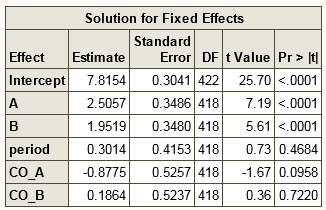 Solution for Fixed Effects
Effect Estimate Standard Error DF t Value Pr > |t|
Intercept 7.8154 0.3041 422 25.70 <.0001
A 2.5057 0.3486 418 7.19 <.0001
B 1.9519 0.3480 418 5.61 <.0001
period 0.3014 0.4153 418 0.73 0.4684
CO_A -0.8775 0.5257 418 -1.67 0.0958
CO_B 0.1864 0.5237 418 0.36 0.7220